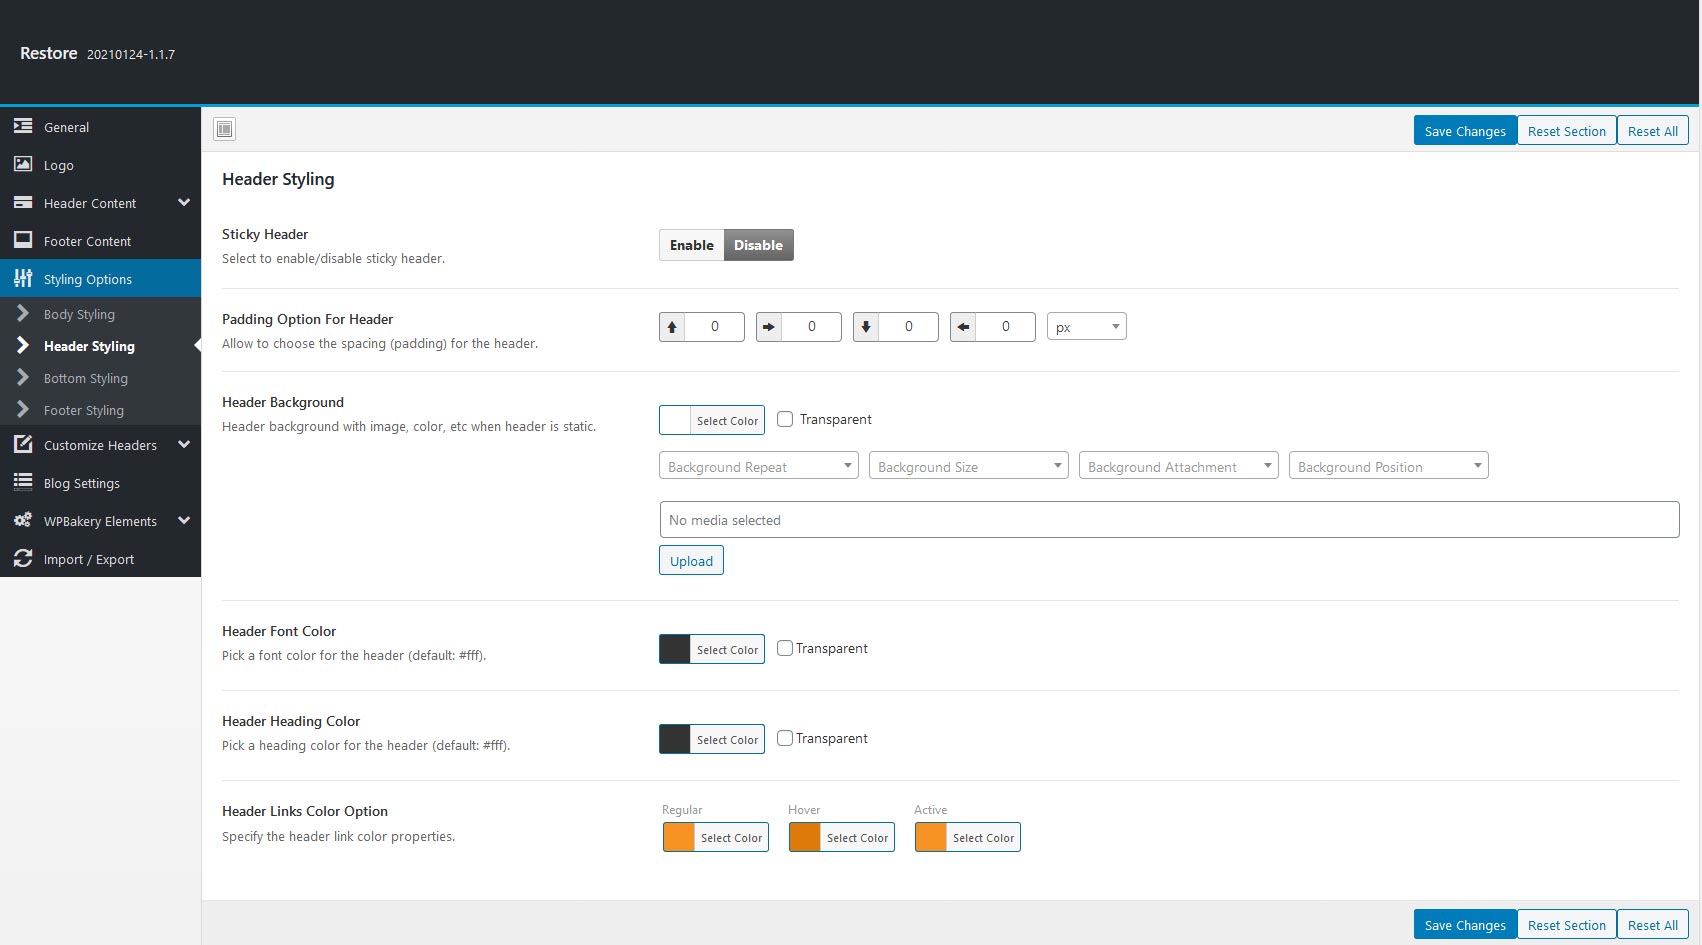 Restore 20210124-1.1.7
General
Logo
Header Content
Footer Content
Styling Options
Body Styling
Header Styling
Bottom Styling
Footer Styling
Customize Headers
Blog Settings
WPBakery Elements
Import / Export
Save Changes Reset Section Reset All
Header Styling
Sticky Header
Select to enable/disable sticky header.
Enable Disable
Padding Option For Header
Allow to choose the spacing (padding) for the header.
0 0 0 0 px
Header Background
Header background with image, color, etc when header is static.
Select Color Transparent
Background Repeat Background Size Background Attachment Background Position
No media selected
Upload
Header Font Color
Pick a font color for the header (default: #fff).
Select Color Transparent
Header Heading Color
Pick a heading color for the header (default: #fff).
Select Color Transparent
Header Links Color Option
Specify the header link color properties.
Regular Hover Active
Select Color Select Color Select Color
Save Changes Reset Section Reset All